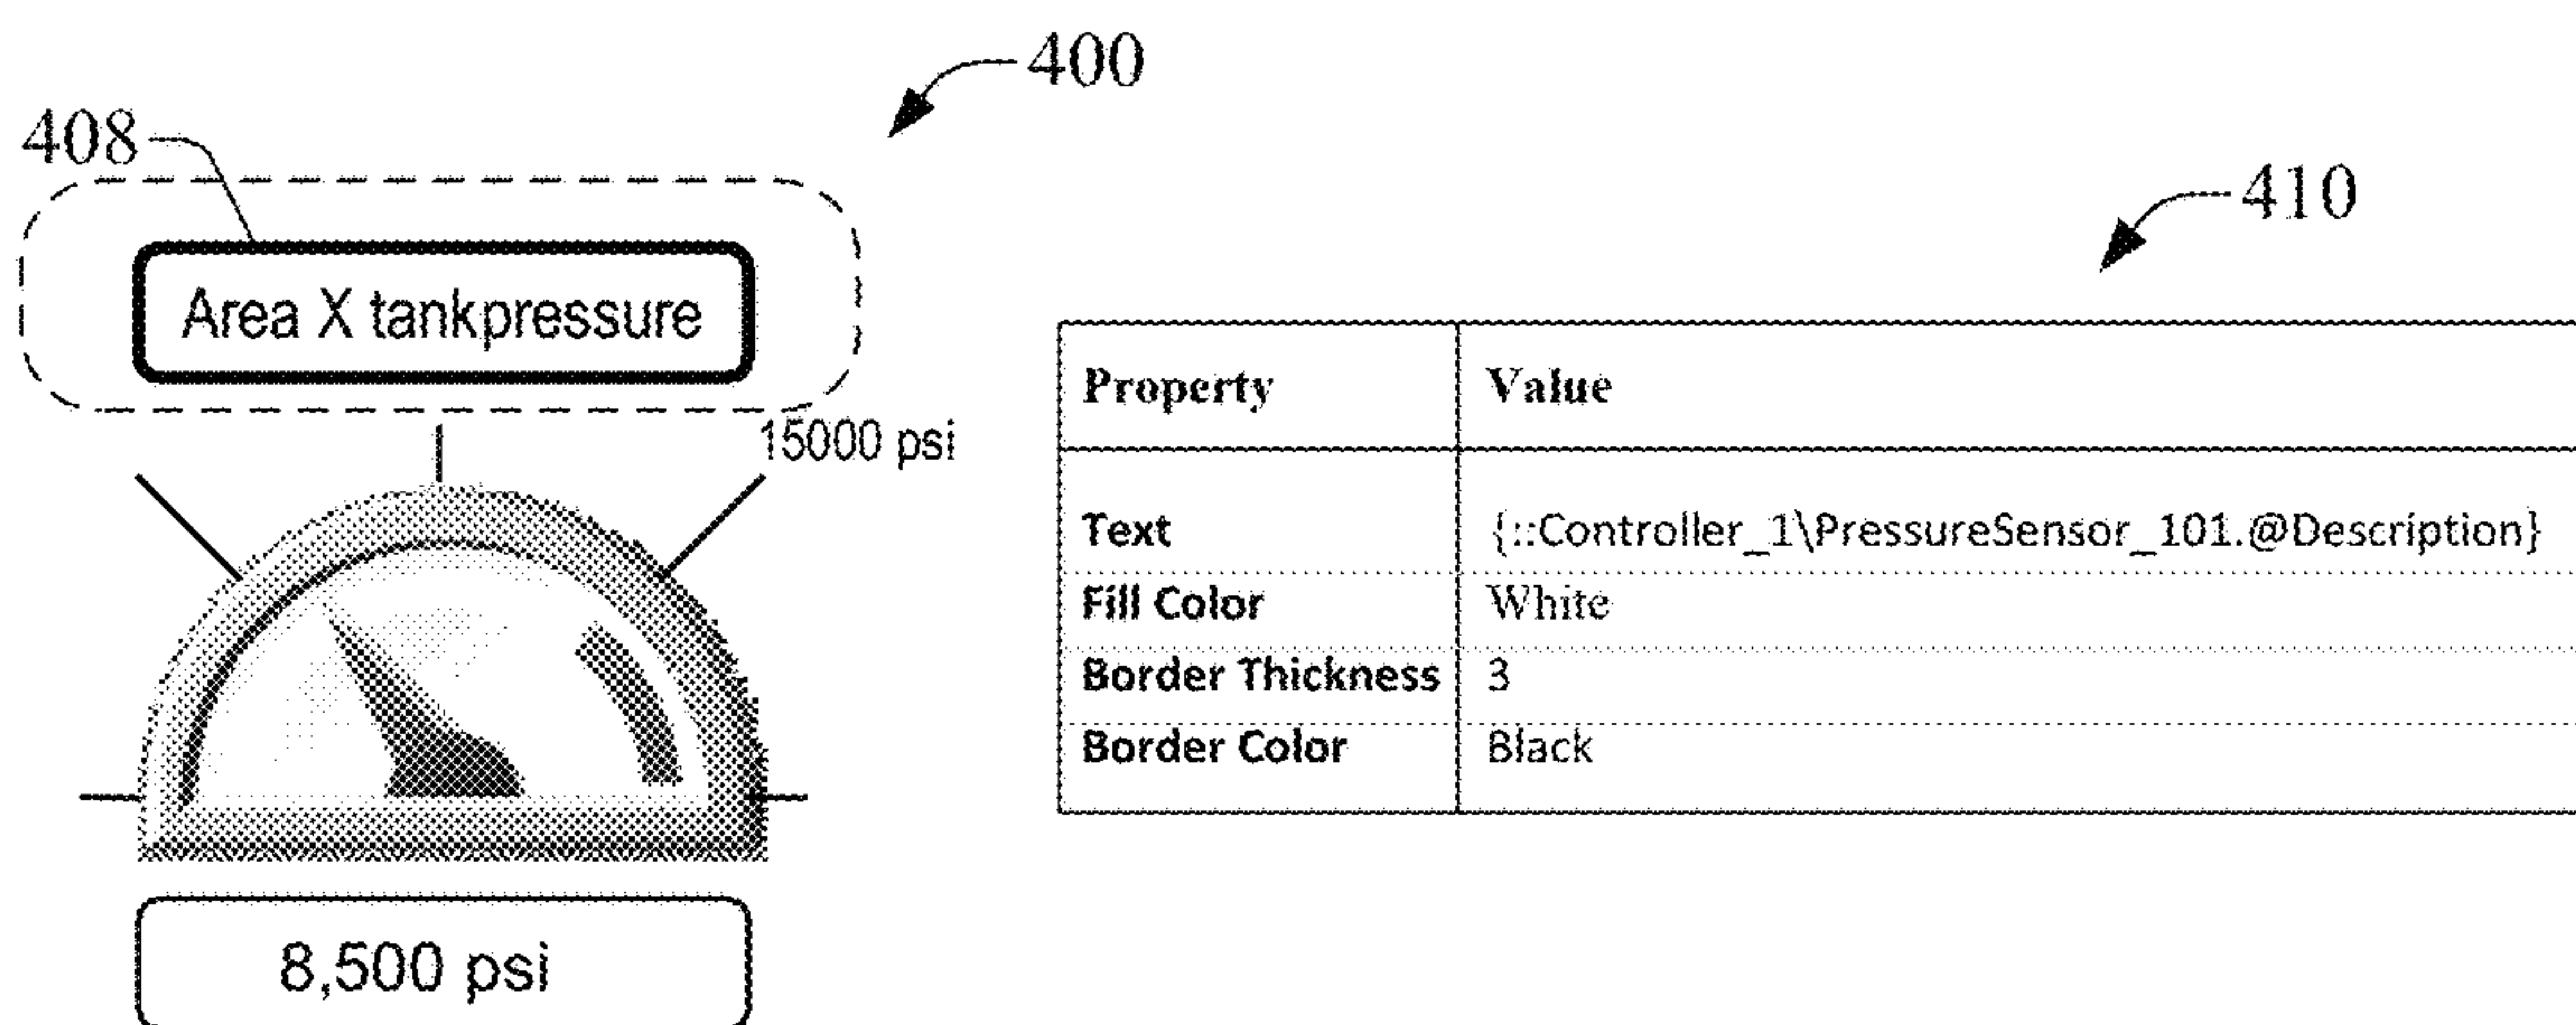 400
408
410
Area X tankpressure
15000 psi
8,500 psi
Property Value
Text {::Controller_1\PressureSensor_101.@Description}
Fill Color White
Border Thickness 3
Border Color Black